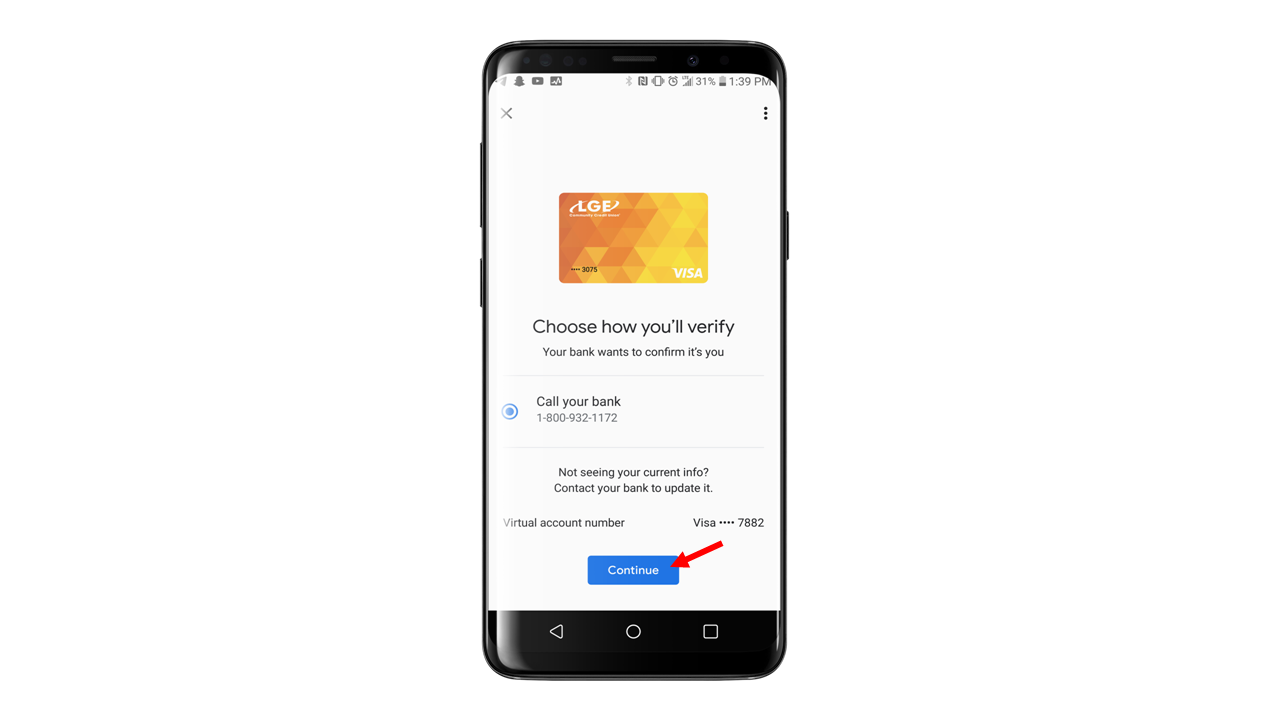 31% 1:39 PM
LGE
Community Credit Union
•••• 3075
VISA
Choose how you'll verify
Your bank wants to confirm it's you
Call your bank
1-800-932-1172
Not seeing your current info?
Contact your bank to update it.
Virtual account number Visa •••• 7882
Continue